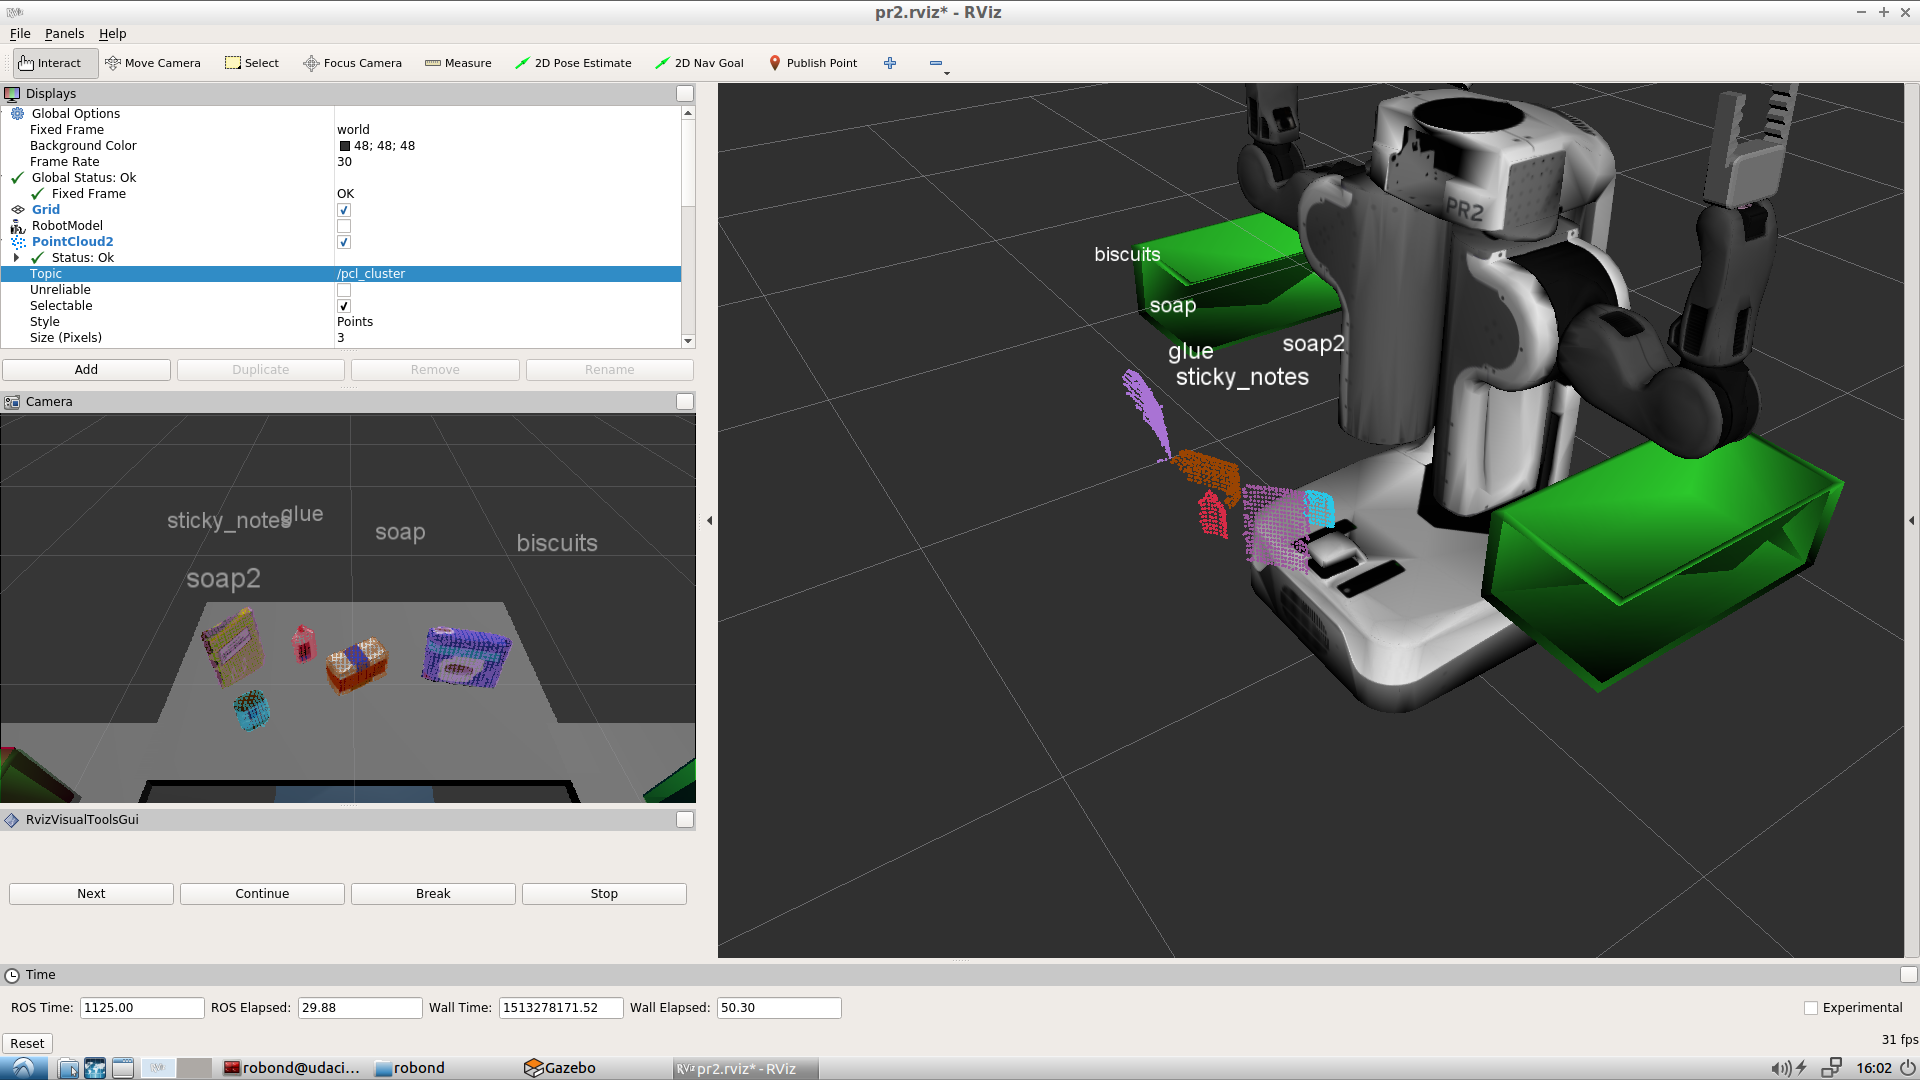 pr2.rviz* - RViz
File Panels Help
Interact Move Camera Select Focus Camera Measure 2D Pose Estimate 2D Nav Goal Publish Point
Displays
Global Options
Fixed Frame world
Background Color 48; 48; 48
Frame Rate 30
Global Status: Ok
Fixed Frame OK
Grid
RobotModel
PointCloud2
Status: Ok
Topic /pcl_cluster
Unreliable
Selectable
Style Points
Size (Pixels) 3
Add Duplicate Remove Rename
Camera
sticky_notes glue soap biscuits
soap2
RvizVisualToolsGui
Next Continue Break Stop
PR2
biscuits
soap
glue soap2
sticky_notes
Time
ROS Time: 1125.00 ROS Elapsed: 29.88 Wall Time: 1513278171.52 Wall Elapsed: 50.30 Experimental
Reset 31 fps
robond@udaci... robond Gazebo pr2.rviz* - RViz 16:02